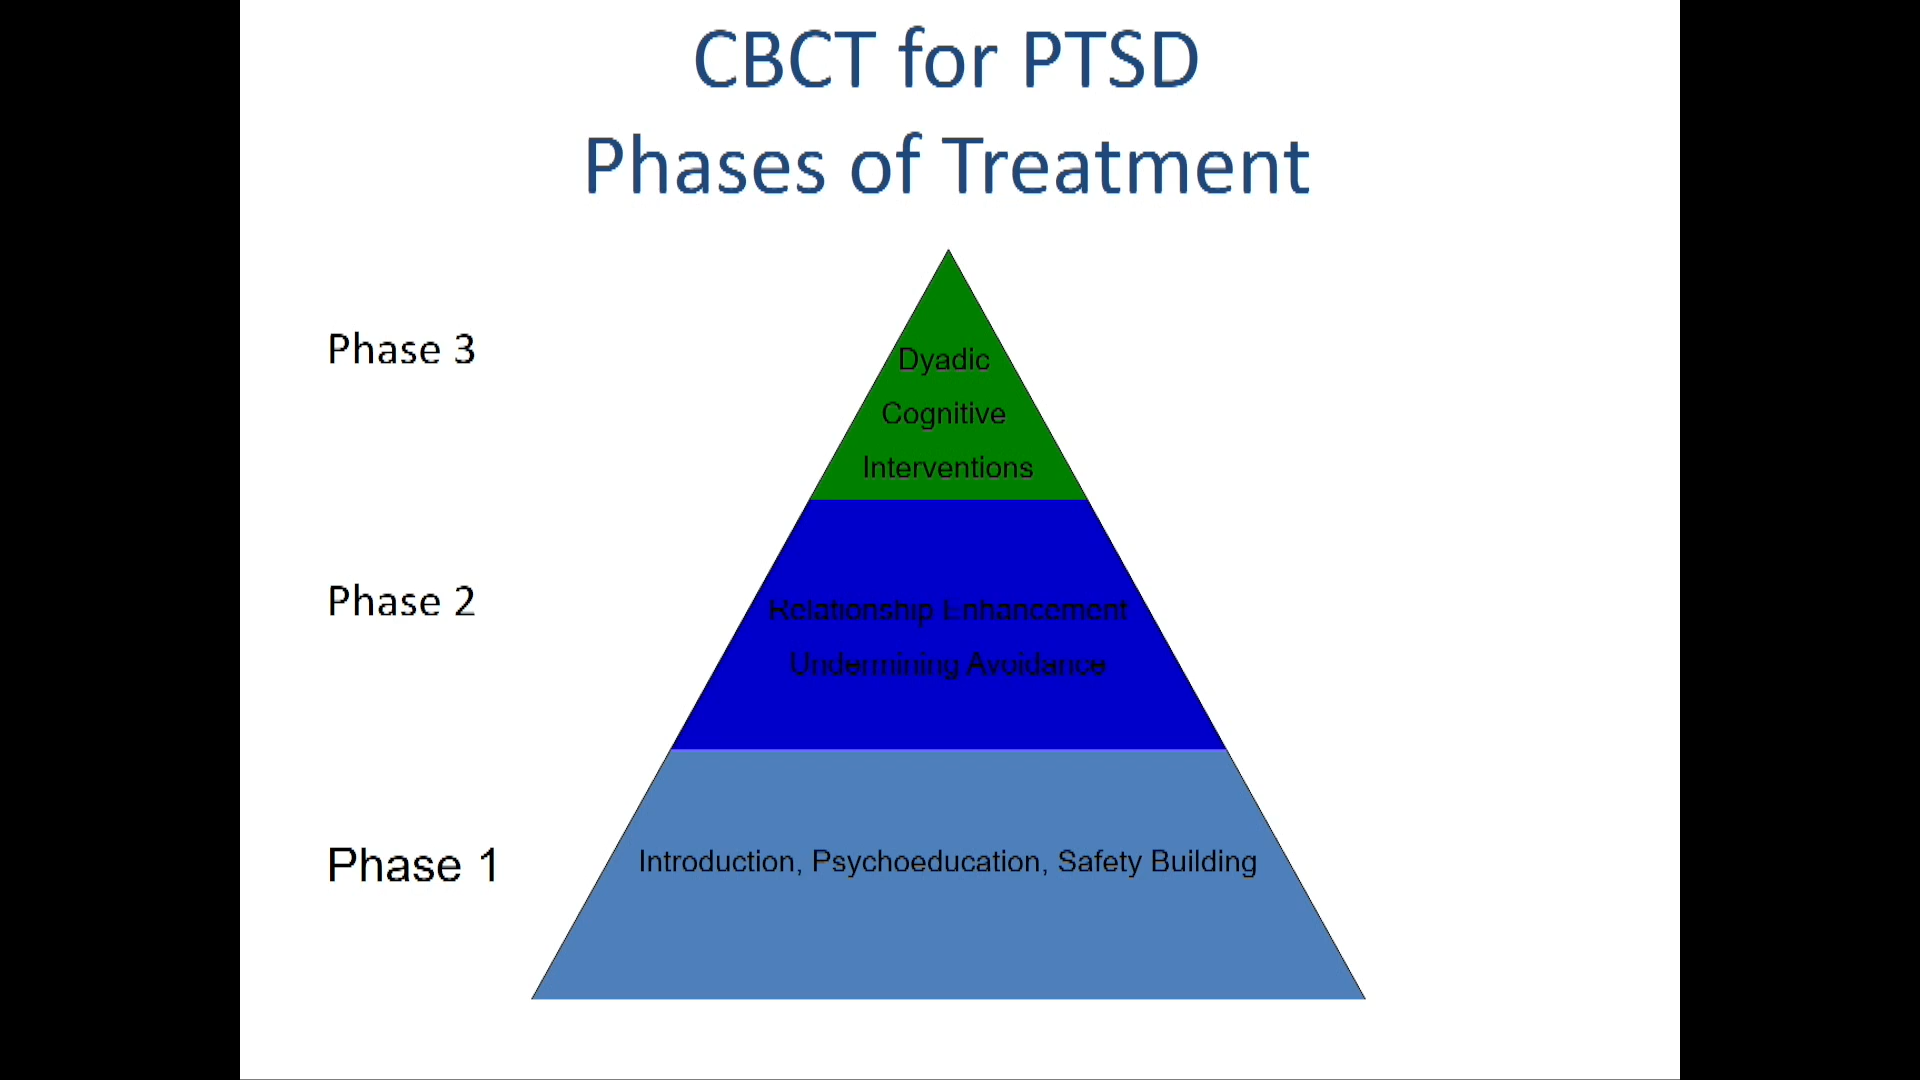 CBCT for PTSD
Phases of Treatment
Phase 3
Dyadic
Cognitive
Interventions
Phase 2
Relationship Enhancement
Undermining Avoidance
Phase 1
Introduction, Psychoeducation, Safety Building